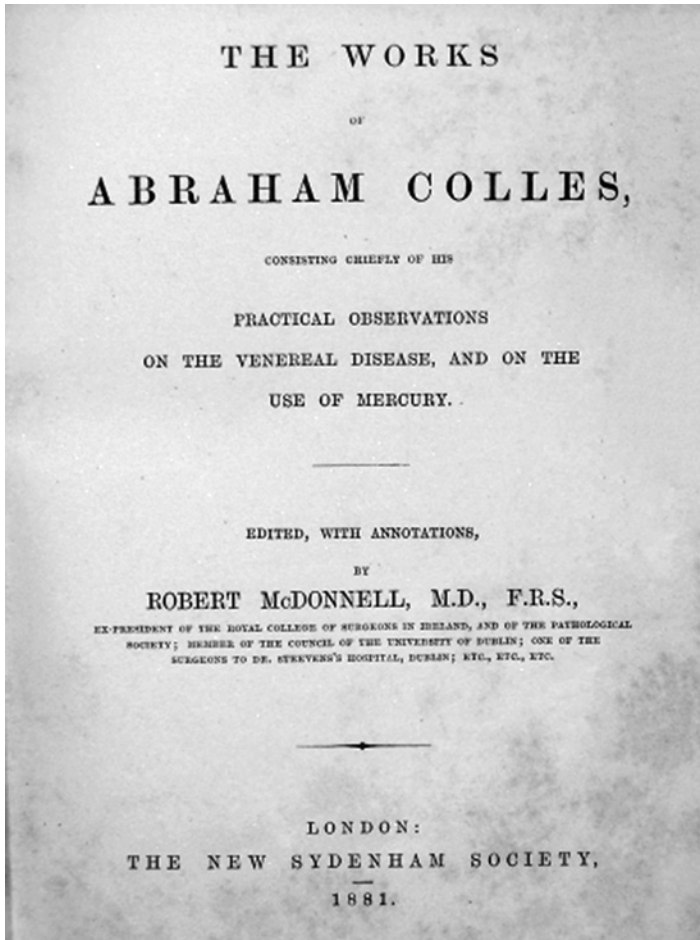 THE WORKS
OF
ABRAHAM COLLES,
CONSISTING CHIEFLY OF HIS
PRACTICAL OBSERVATIONS
ON THE VENEREAL DISEASE, AND ON THE
USE OF MERCURY.
EDITED, WITH ANNOTATIONS,
BY
ROBERT McDONNELL, M.D., F.R.S.,
EX-PRESIDENT OF THE ROYAL COLLEGE OF SURGEONS IN IRELAND, AND OF THE PATHOLOGICAL
SOCIETY; MEMBER OF THE COUNCIL OF THE UNIVERSITY OF DUBLIN; ONE OF THE
SURGEONS TO DR. STEEVENS'S HOSPITAL, DUBLIN; ETC., ETC., ETC.
LONDON:
THE NEW SYDENHAM SOCIETY,
1881.